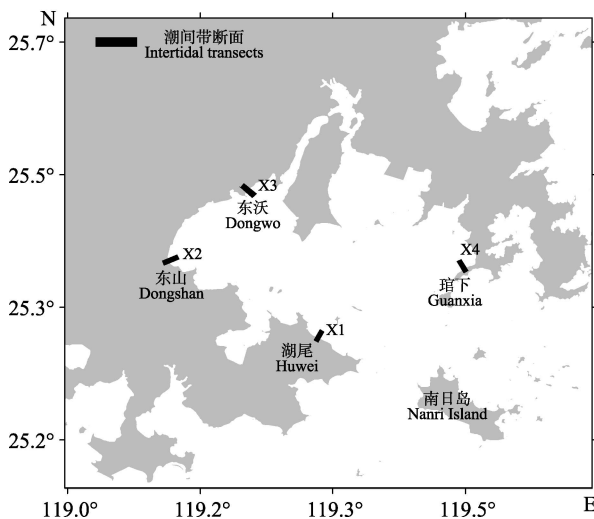 N
25.7°
潮间带断面
Intertidal transects
25.5°
X3
东沃
Dongwo
X2
东山
Dongshan
X4
琯下
Guanxia
25.3°
X1
湖尾
Huwei
南日岛
Nanri Island
25.2°
119.0°
119.2°
119.3°
119.5°
E